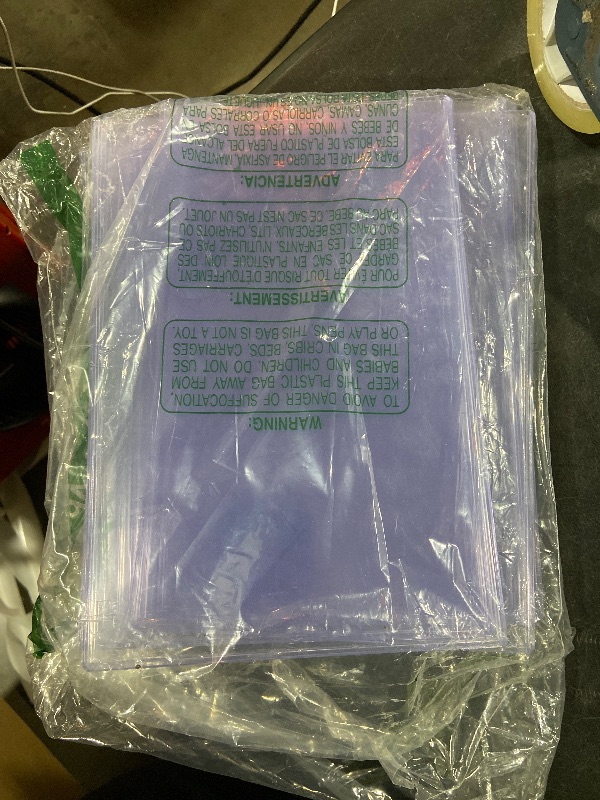 WARNING:
TO AVOID DANGER OF SUFFOCATION,
KEEP THIS PLASTIC BAG AWAY FROM
BABIES AND CHILDREN. DO NOT USE
THIS BAG IN CRIBS, BEDS, CARRIAGES
OR PLAY PENS. THIS BAG IS NOT A TOY.
AVERTISSEMENT:
POUR EVITER TOUT RISQUE D'ETOUFFEMENT,
GARDER CE SAC EN PLASTIQUE LOIN DES
BEBES ET LES ENFANTS. N'UTILISEZ PAS CE
SAC DANS LES BERCEAUX, LITS, CHARIOTS OU
PARC BEBE. CE SAC N'EST PAS UN JOUET
ADVERTENCIA:
PARA EVITAR EL PELIGRO DE ASFIXIA, MANTENGA
ESTA BOLSA DE PLASTICO FUERA DEL ALCANCE
DE BEBES Y NIÑOS. NO USAR ESTA BOLSA EN
CUNAS, CAMAS, CARRIOLAS O CORRALES PARA